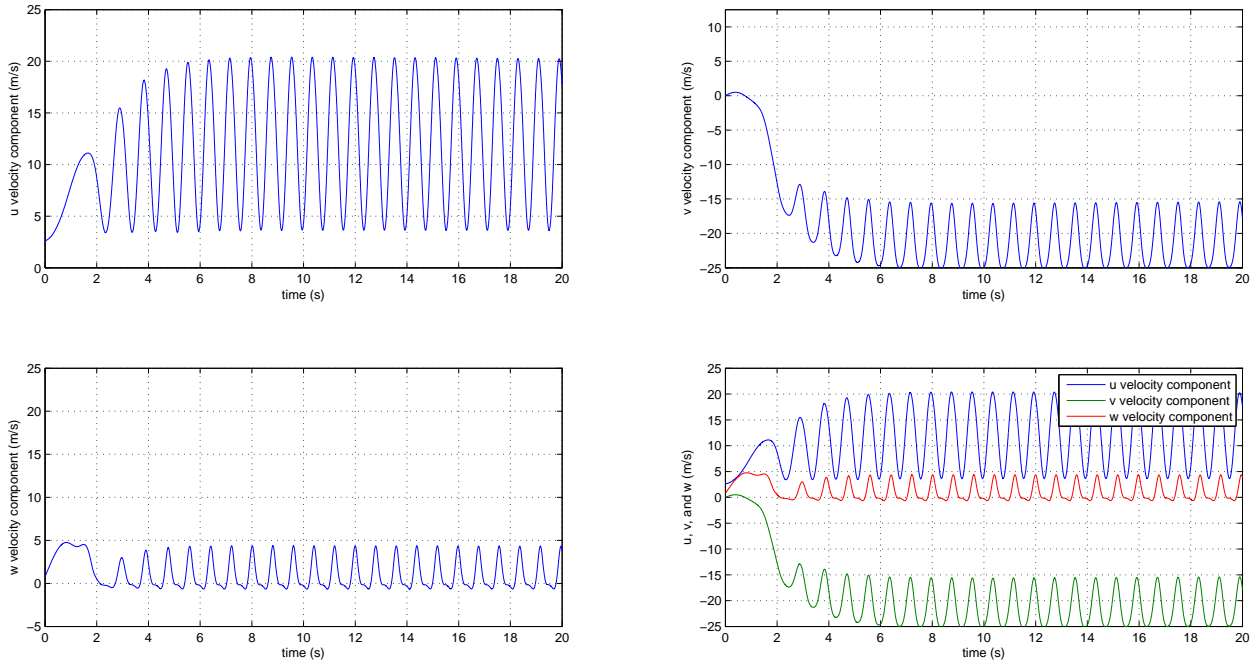 25
20
15
10
5
0
0 2 4 6 8 10 12 14 16 18 20
u velocity component (m/s)
time (s)
10
5
0
−5
−10
−15
−20
−25
0 2 4 6 8 10 12 14 16 18 20
v velocity component (m/s)
time (s)
25
20
15
10
5
0
−5
0 2 4 6 8 10 12 14 16 18 20
w velocity component (m/s)
time (s)
25
20
15
10
5
0
−5
−10
−15
−20
−25
0 2 4 6 8 10 12 14 16 18 20
u, v, and w (m/s)
time (s)
u velocity component
v velocity component
w velocity component